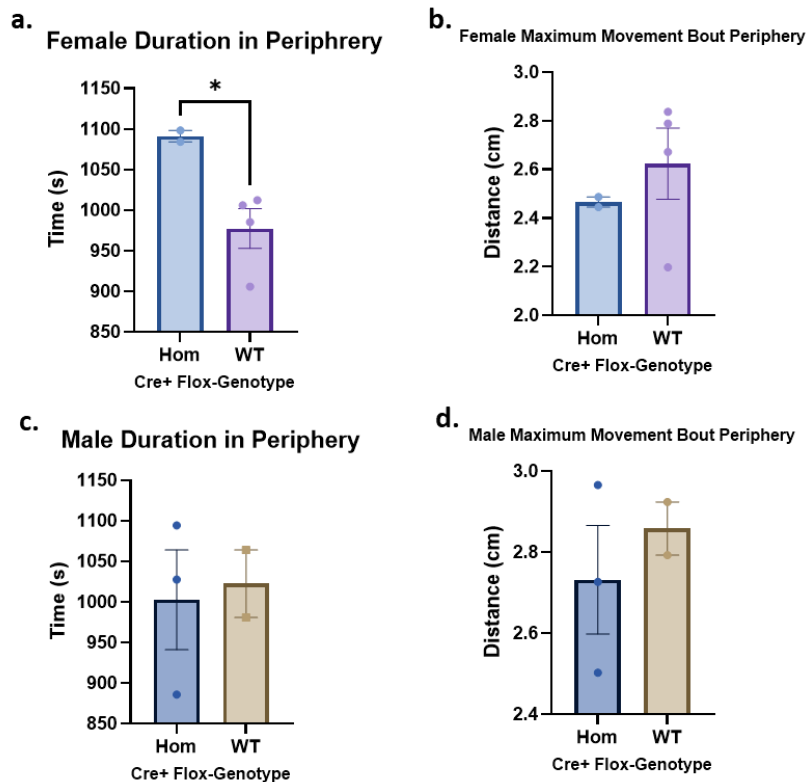 a.
Female Duration in Periphrery
*
1150
1100
1050
1000
950
900
850
Time (s)
Hom WT
Cre+ Flox-Genotype
b.
Female Maximum Movement Bout Periphery
3.0
2.8
2.6
2.4
2.2
2.0
Distance (cm)
Hom WT
Cre+ Flox-Genotype
c.
Male Duration in Periphery
1150
1100
1050
1000
950
900
850
Time (s)
Hom WT
Cre+ Flox-Genotype
d.
Male Maximum Movement Bout Periphery
3.0
2.8
2.6
2.4
Distance (cm)
Hom WT
Cre+ Flox-Genotype